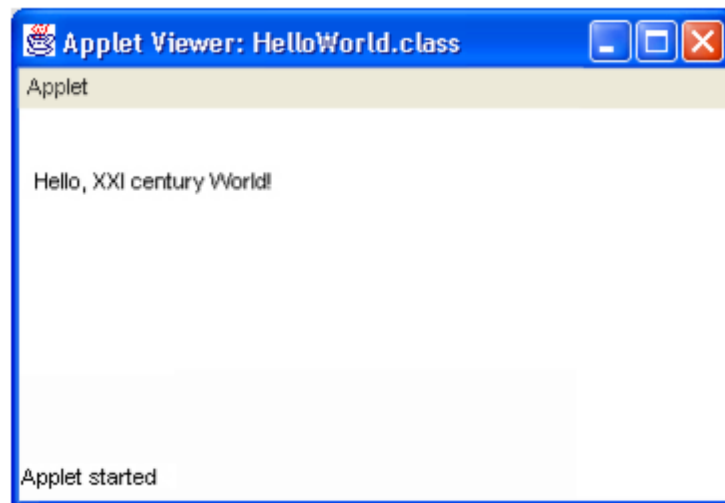 Applet Viewer: HelloWorld.class
Applet
Hello, XXI century World!
Applet started